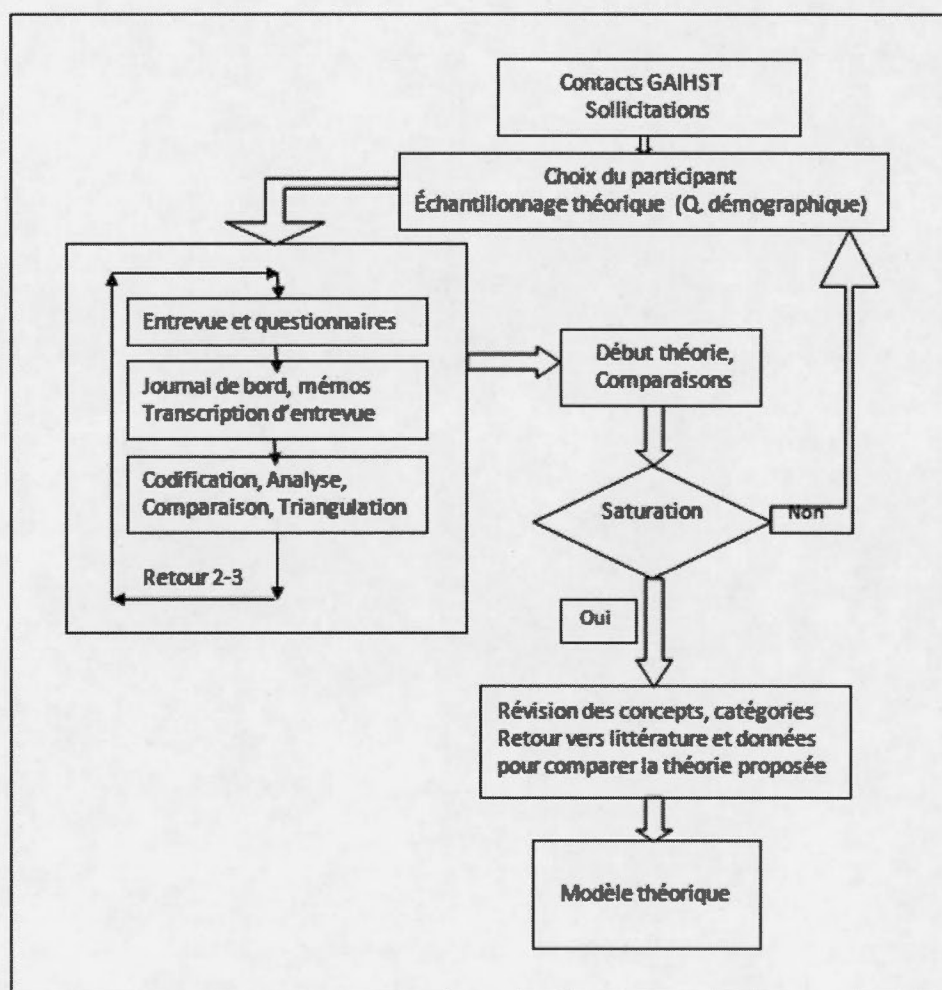 Contacts GAIHST
Sollicitations
Choix du participant
Échantillonnage théorique (Q. démographique)
Entrevue et questionnaires
Journal de bord, mémos
Transcription d'entrevue
Codification, Analyse,
Comparaison, Triangulation
Retour 2-3
Début théorie,
Comparaisons
Saturation
Non
Oui
Révision des concepts, catégories
Retour vers littérature et données
pour comparer la théorie proposée
Modèle théorique